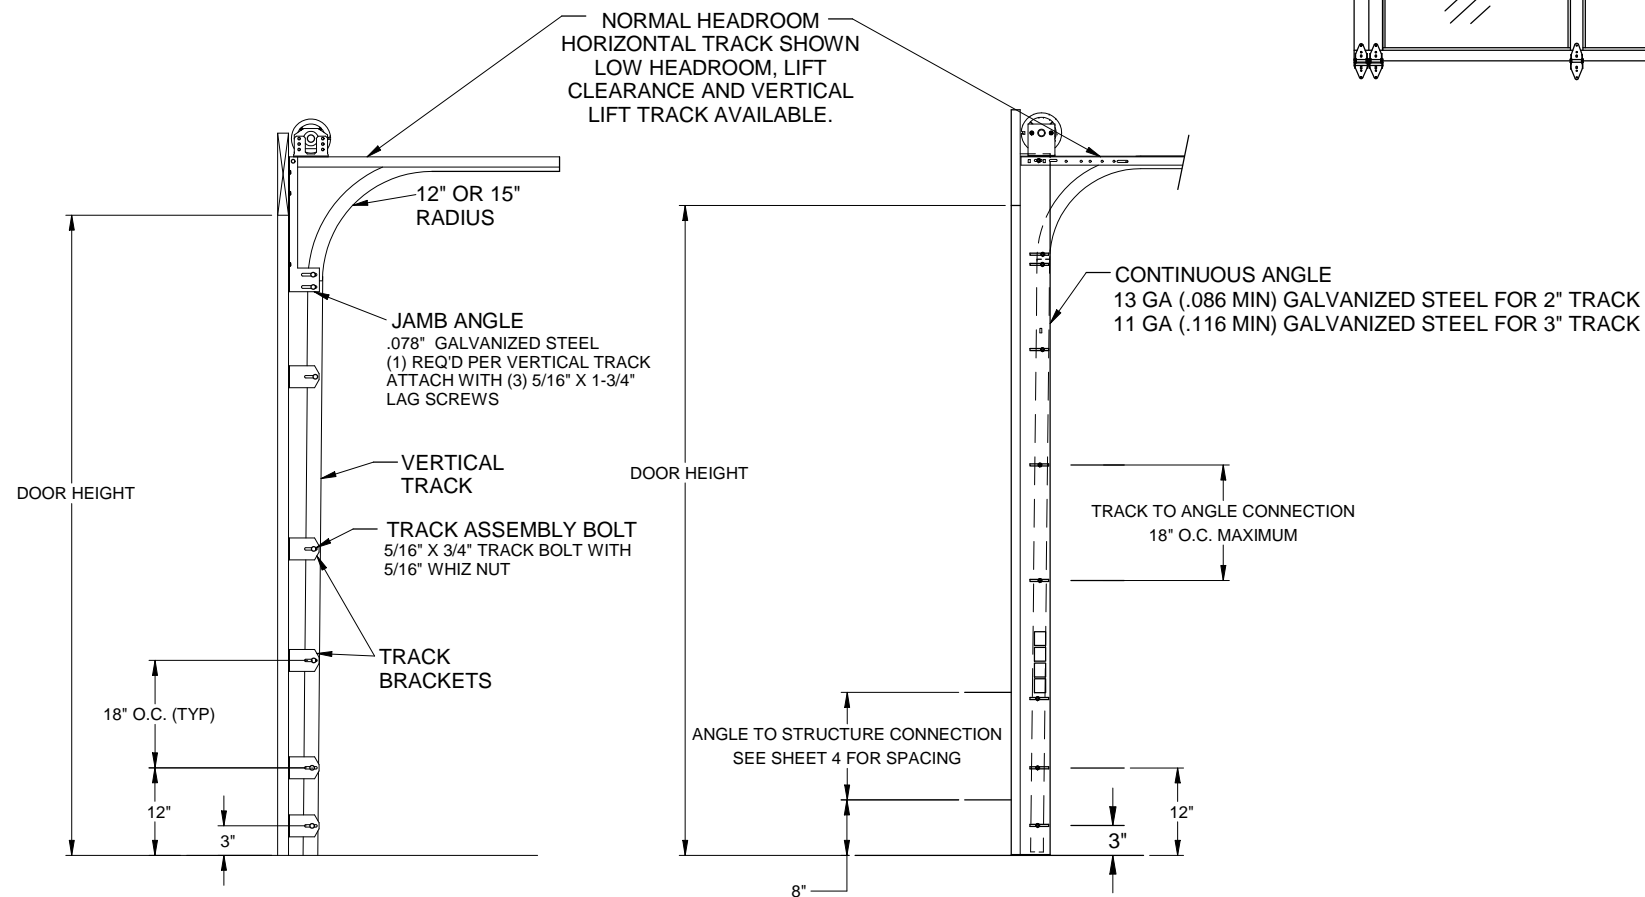 NORMAL HEADROOM
HORIZONTAL TRACK SHOWN
LOW HEADROOM, LIFT
CLEARANCE AND VERTICAL
LIFT TRACK AVAILABLE.
12" OR 15"
RADIUS
JAMB ANGLE
.078" GALVANIZED STEEL
(1) REQ'D PER VERTICAL TRACK
ATTACH WITH (3) 5/16" X 1-3/4"
LAG SCREWS
VERTICAL
TRACK
DOOR HEIGHT
TRACK ASSEMBLY BOLT
5/16" X 3/4" TRACK BOLT WITH
5/16" WHIZ NUT
TRACK
BRACKETS
18" O.C. (TYP)
12"
3"
CONTINUOUS ANGLE
13 GA (.086 MIN) GALVANIZED STEEL FOR 2" TRACK
11 GA (.116 MIN) GALVANIZED STEEL FOR 3" TRACK
DOOR HEIGHT
TRACK TO ANGLE CONNECTION
18" O.C. MAXIMUM
ANGLE TO STRUCTURE CONNECTION
SEE SHEET 4 FOR SPACING
12"
3"
8"